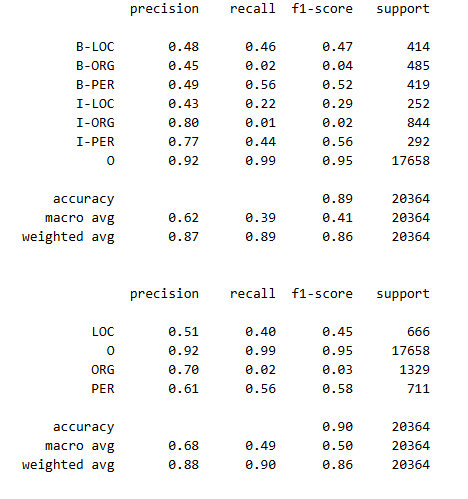 precision recall f1-score support
B-LOC 0.48 0.46 0.47 414
B-ORG 0.45 0.02 0.04 485
B-PER 0.49 0.56 0.52 419
I-LOC 0.43 0.22 0.29 252
I-ORG 0.80 0.01 0.02 844
I-PER 0.77 0.44 0.56 292
O 0.92 0.99 0.95 17658
accuracy 0.89 20364
macro avg 0.62 0.39 0.41 20364
weighted avg 0.87 0.89 0.86 20364
precision recall f1-score support
LOC 0.51 0.40 0.45 666
O 0.92 0.99 0.95 17658
ORG 0.70 0.02 0.03 1329
PER 0.61 0.56 0.58 711
accuracy 0.90 20364
macro avg 0.68 0.49 0.50 20364
weighted avg 0.88 0.90 0.86 20364